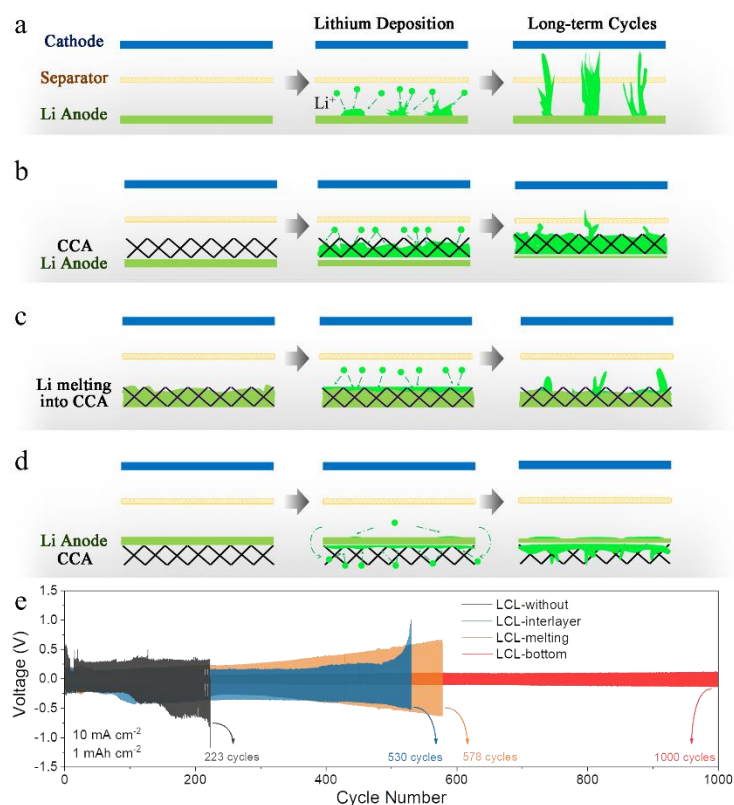 a
Lithium Deposition
Long-term Cycles
Cathode
Separator
Li⁺
Li Anode
b
CCA
Li Anode
c
Li melting
into CCA
d
Li Anode
CCA
e
1.5
1.0
0.5
0.0
-0.5
-1.0
-1.5
Voltage (V)
LCL-without
LCL-interlayer
LCL-melting
LCL-bottom
10 mA cm⁻²
1 mAh cm⁻²
223 cycles
530 cycles
578 cycles
1000 cycles
0 200 400 600 800 1000
Cycle Number